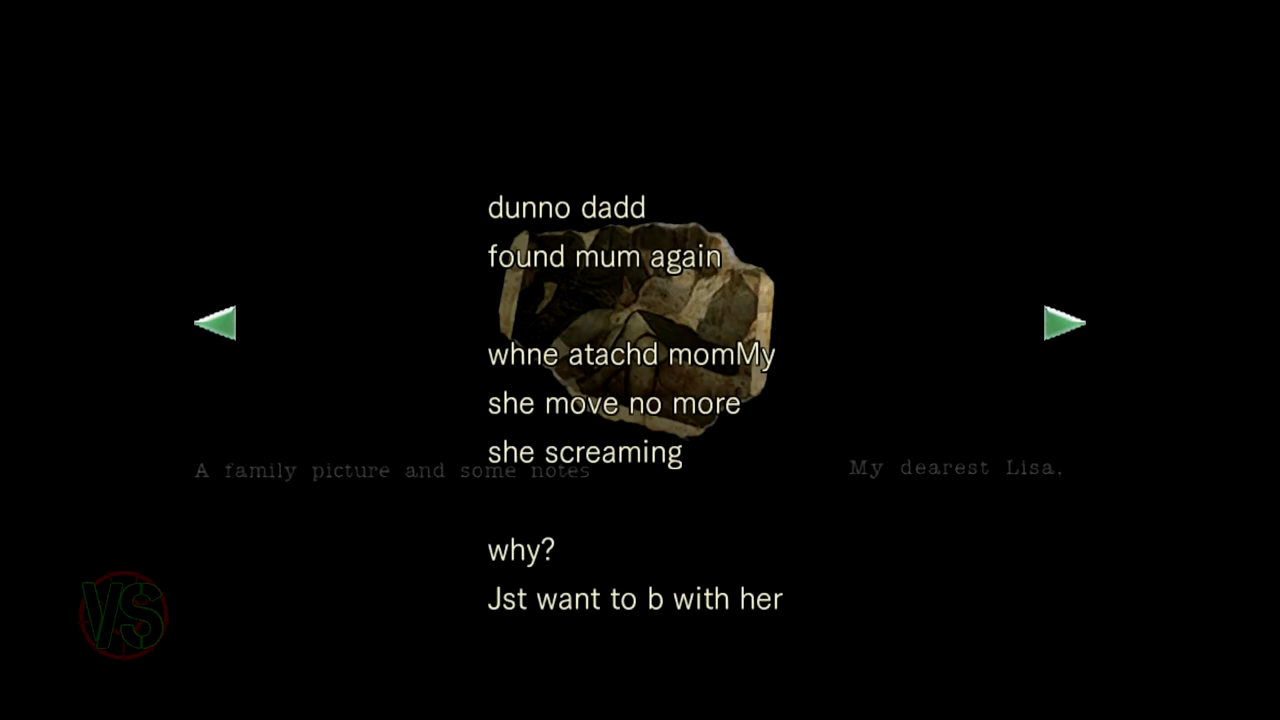 dunno dadd
found mum again
whne atachd momMy
she move no more
she screaming
A family picture and some notes
My dearest Lisa,
why?
Jst want to b with her
VS